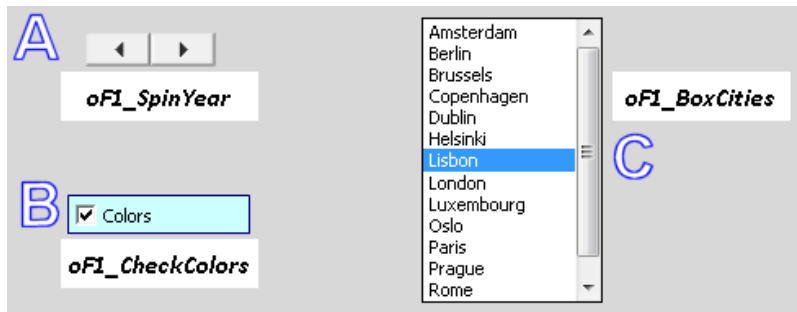 A
oF1_SpinYear
B
Colors
oF1_CheckColors
Amsterdam
Berlin
Brussels
Copenhagen
Dublin
Helsinki
Lisbon
London
Luxembourg
Oslo
Paris
Prague
Rome
oF1_BoxCities
C